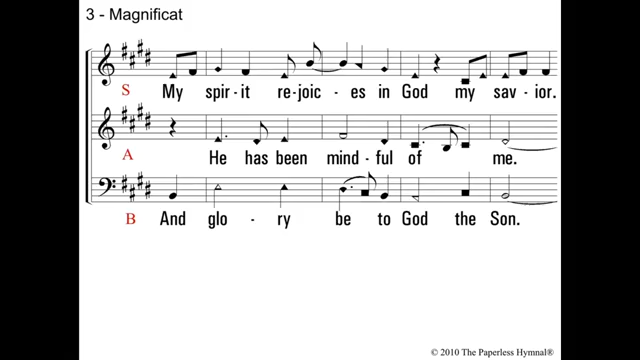 3 - Magnificat
S My spir - it re - joic - es in God my sav - ior.
A He has been mind - ful of me.
B And glo - ry be to God the Son.
© 2010 The Paperless Hymnal®